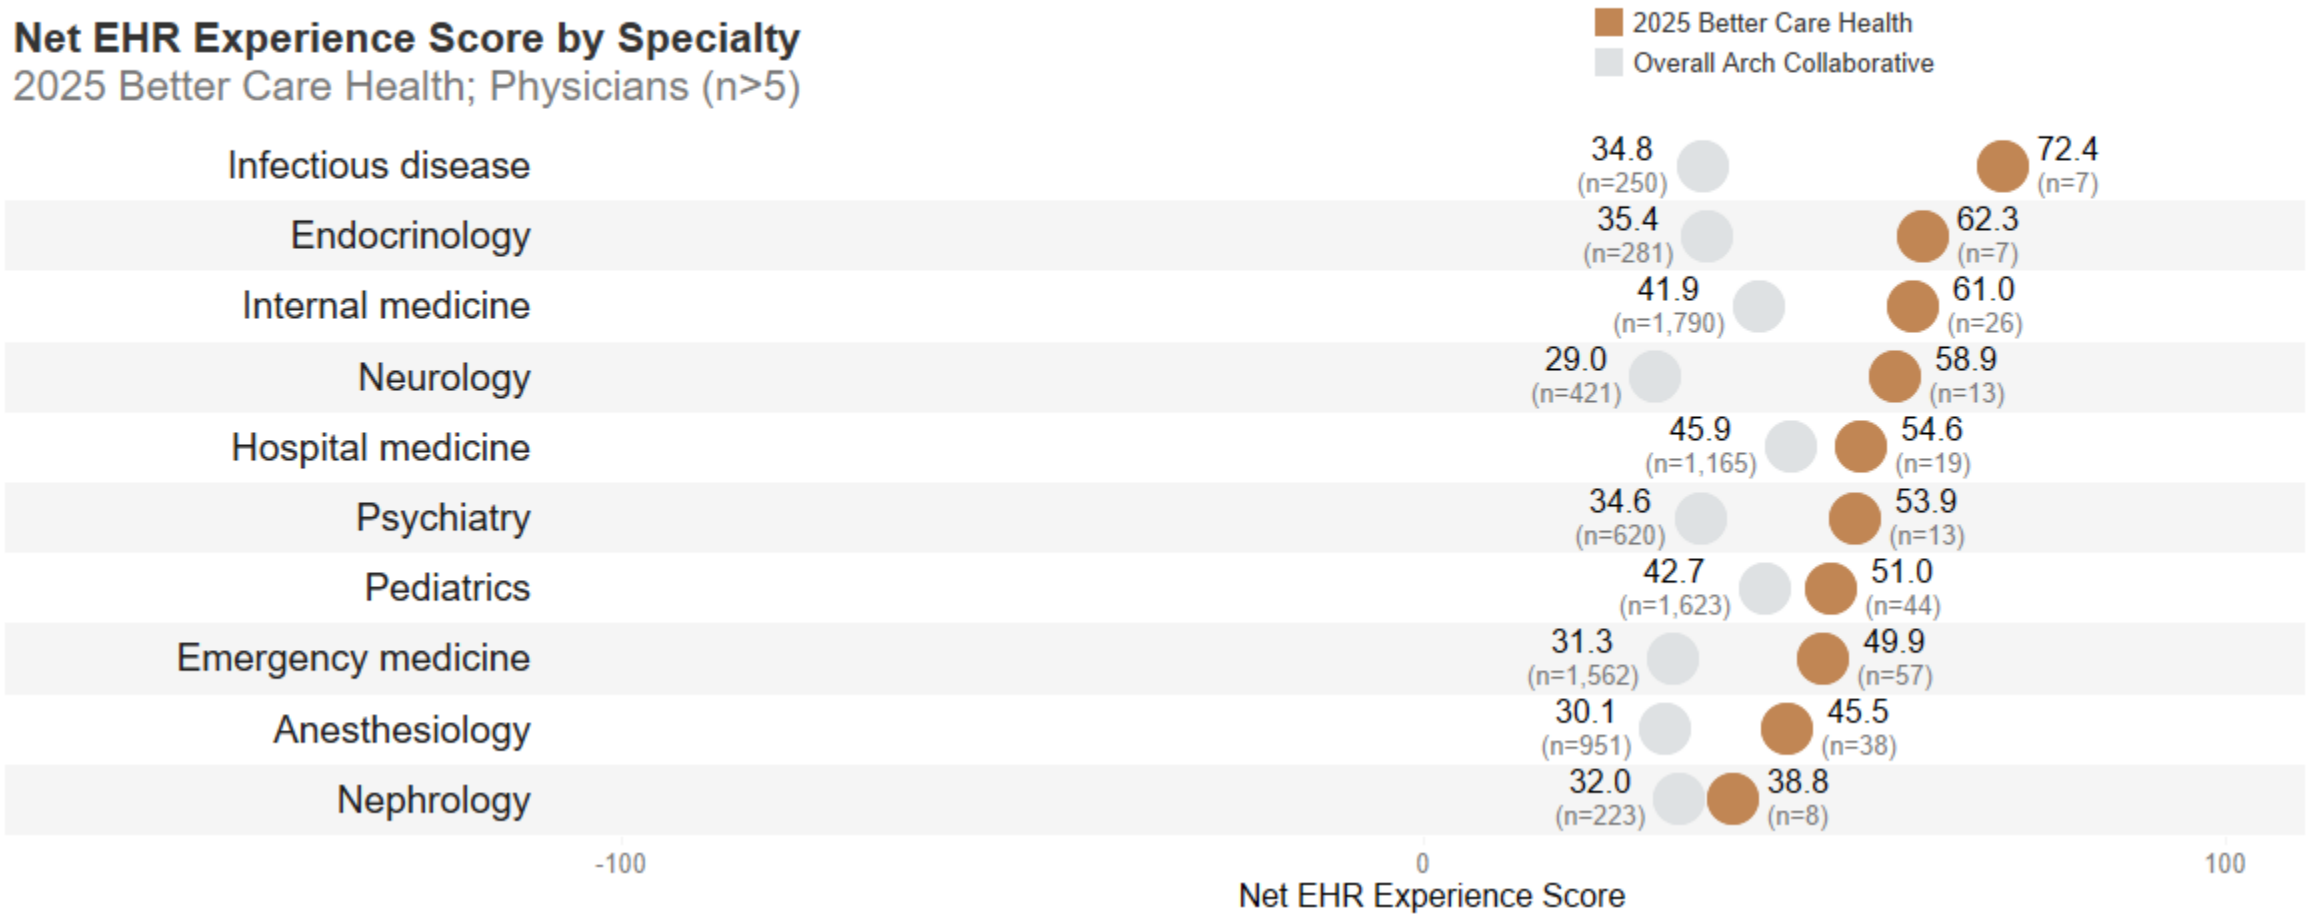 Net EHR Experience Score by Specialty
2025 Better Care Health; Physicians (n>5)
2025 Better Care Health
Overall Arch Collaborative
Infectious disease 34.8 72.4
(n=250) (n=7)
Endocrinology 35.4 62.3
(n=281) (n=7)
Internal medicine 41.9 61.0
(n=1,790) (n=26)
Neurology 29.0 58.9
(n=421) (n=13)
Hospital medicine 45.9 54.6
(n=1,165) (n=19)
Psychiatry 34.6 53.9
(n=620) (n=13)
Pediatrics 42.7 51.0
(n=1,623) (n=44)
Emergency medicine 31.3 49.9
(n=1,562) (n=57)
Anesthesiology 30.1 45.5
(n=951) (n=38)
Nephrology 32.0 38.8
(n=223) (n=8)
-100 0 100
Net EHR Experience Score